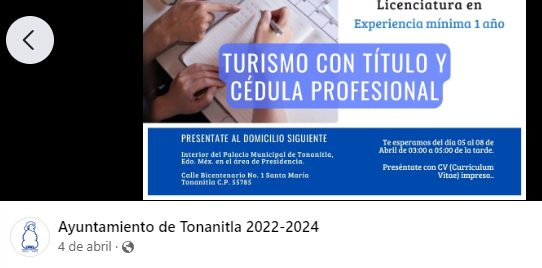 Licenciatura en
Experiencia mínima 1 año
TURISMO CON TÍTULO Y
CÉDULA PROFESIONAL
PRESENTATE AL DOMICILIO SIGUIENTE
Interior del Palacio Municipal de Tonanitla,
Edo. Méx. en el área de Presidencia.
Calle Bicentenario No. 1 Santa María
Tonanitla C.P. 55785
Te esperamos del día 05 al 08 de
Abril de 03:00 a 05:00 de la tarde.
Preséntate con CV (Curriculum
Vitae) impreso..
Ayuntamiento de Tonanitla 2022-2024
4 de abril ·